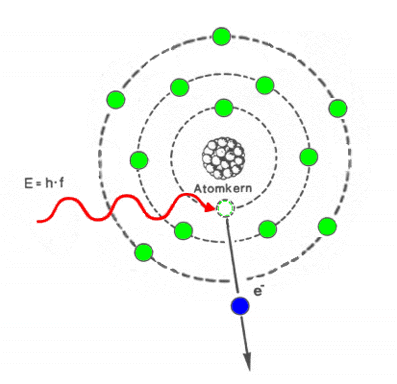 Atomkern
E = h·f
e⁻